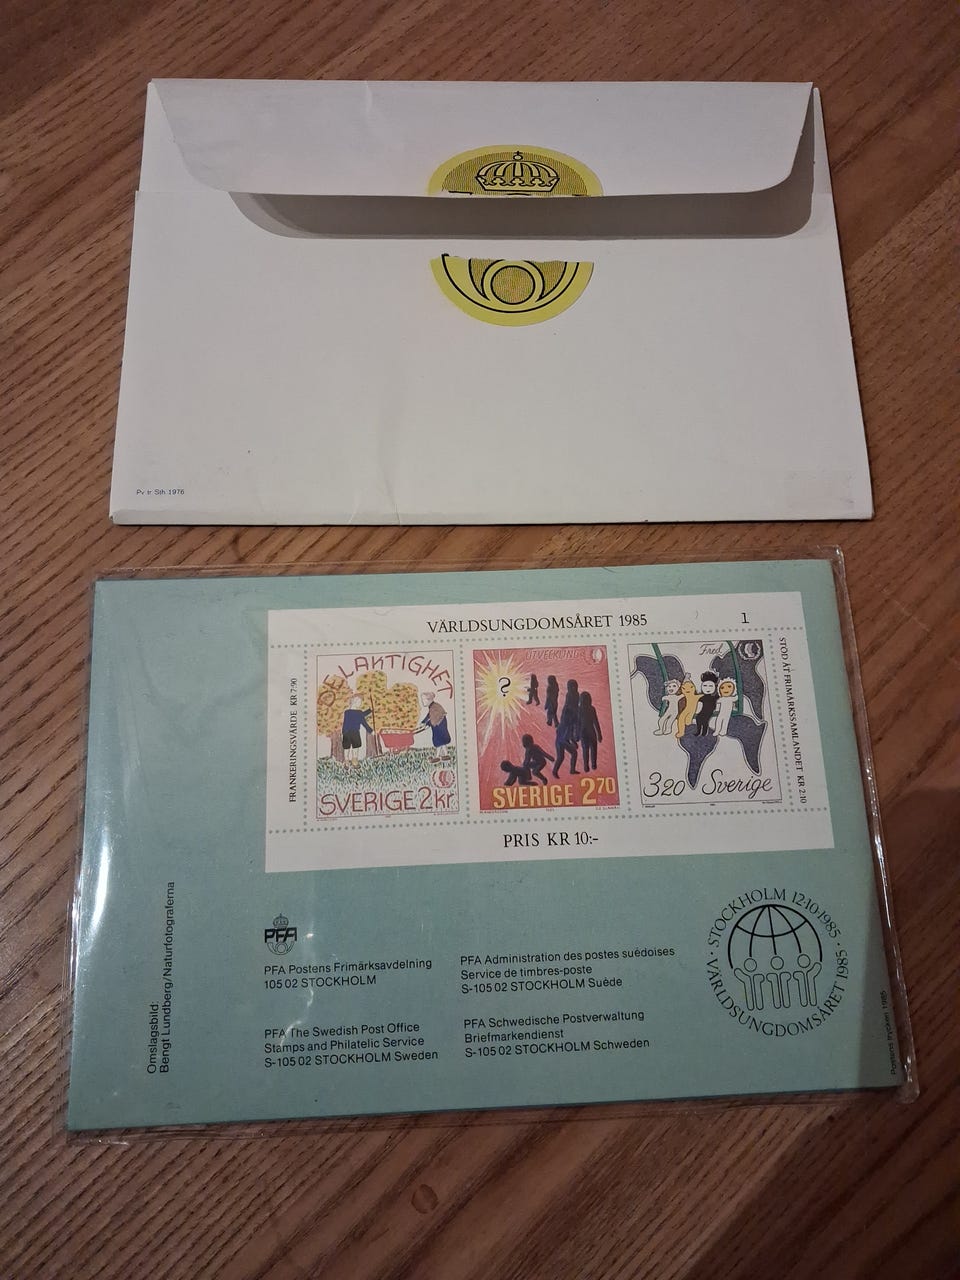 Pv tr Sth 1976
VÄRLDSUNGDOMSÅRET 1985 1
FRANKERINGSVÄRDE KR 7:90
DELAKTIGHET
SVERIGE 2kr
UTVECKLING
?
SVERIGE 2.70
Fred
3.20 Sverige
STÖD ÅT FRIMÄRKSSAMLANDET KR 2:10
PRIS KR 10:-
Omslagsbild:
Bengt Lundberg/Naturfotograferna
PFA
PFA Postens Frimärksavdelning
105 02 STOCKHOLM
PFA Administration des postes suédoises
Service de timbres-poste
S-105 02 STOCKHOLM Suède
PFA The Swedish Post Office
Stamps and Philatelic Service
S-105 02 STOCKHOLM Sweden
PFA Schwedische Postverwaltung
Briefmarkendienst
S-105 02 STOCKHOLM Schweden
· STOCKHOLM 12.10.1985 · VÄRLDSUNGDOMSÅRET 1985
Postens tryckeri 1985